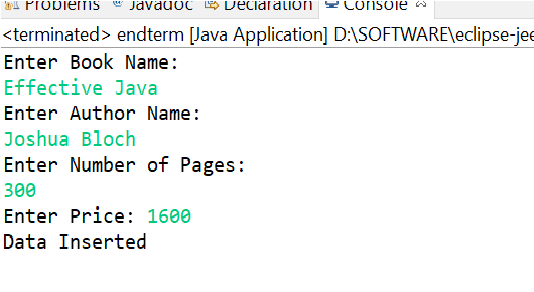 Problems Javadoc Declaration Console
<terminated> endterm [Java Application] D:\SOFTWARE\eclipse-jee
Enter Book Name:
Effective Java
Enter Author Name:
Joshua Bloch
Enter Number of Pages:
300
Enter Price: 1600
Data Inserted